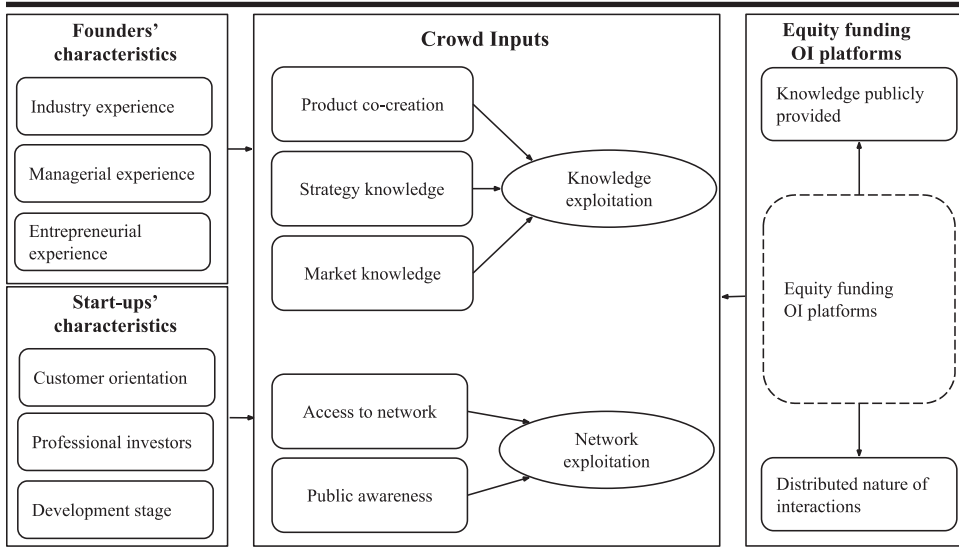 Founders’
characteristics
Industry experience
Managerial experience
Entrepreneurial
experience
Start-ups’
characteristics
Customer orientation
Professional investors
Development stage
Crowd Inputs
Product co-creation
Strategy knowledge
Market knowledge
Knowledge
exploitation
Access to network
Public awareness
Network
exploitation
Equity funding
OI platforms
Knowledge publicly
provided
Equity funding
OI platforms
Distributed nature of
interactions